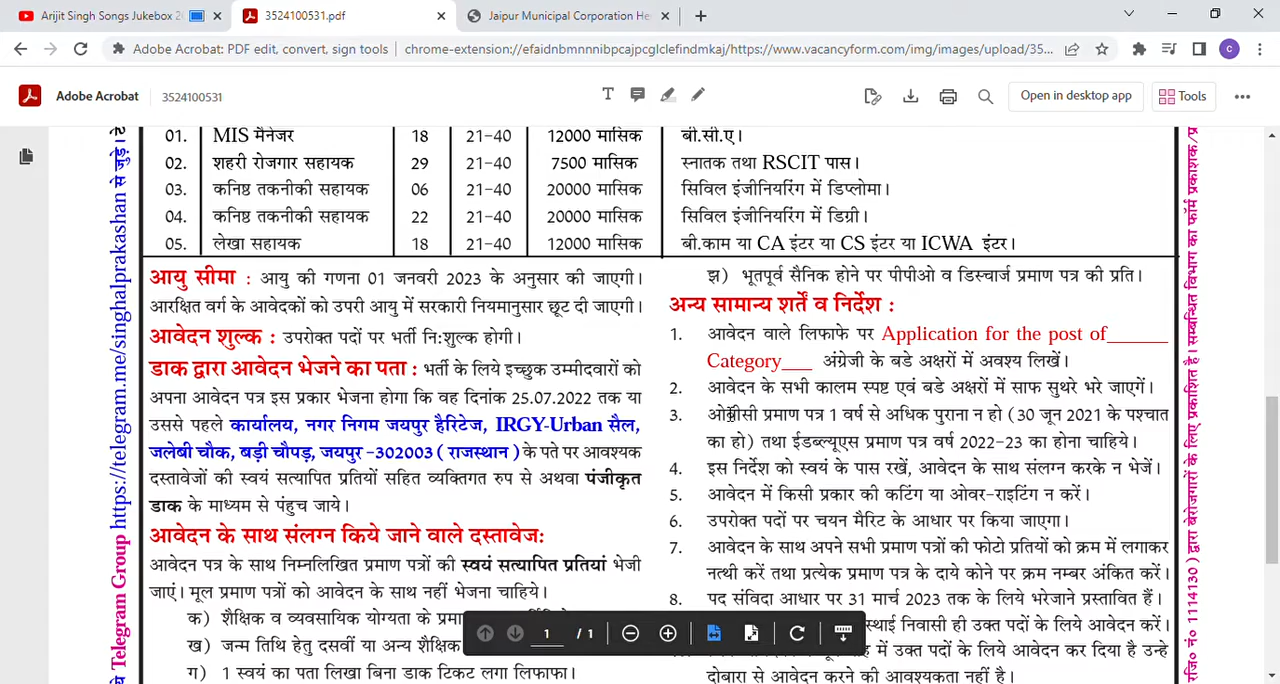 Arijit Singh Songs Jukebox 2
3524100531.pdf
Jaipur Municipal Corporation He
Adobe Acrobat: PDF edit, convert, sign tools
chrome-extension://efaidnbmnnnibpcajpcglclefindmkaj/https://www.vacancyform.com/img/images/upload/35...
C
Adobe Acrobat
3524100531
Open in desktop app
Tools
01. MIS मैनेजर 18 21-40 12000 मासिक बी.सी.ए।
02. शहरी रोजगार सहायक 29 21-40 7500 मासिक स्नातक तथा RSCIT पास।
03. कनिष्ठ तकनीकी सहायक 06 21-40 20000 मासिक सिविल इंजीनियरिंग में डिप्लोमा।
04. कनिष्ठ तकनीकी सहायक 22 21-40 20000 मासिक सिविल इंजीनियरिंग में डिग्री।
05. लेखा सहायक 18 21-40 12000 मासिक बी.काम या CA इंटर या CS इंटर या ICWA इंटर।
आयु सीमा : आयु की गणना 01 जनवरी 2023 के अनुसार की जाएगी।
आरक्षित वर्ग के आवेदकों को उपरी आयु में सरकारी नियमानुसार छूट दी जाएगी।
आवेदन शुल्क : उपरोक्त पदों पर भर्ती नि:शुल्क होगी।
डाक द्वारा आवेदन भेजने का पता : भर्ती के लिए इच्छुक उम्मीदवारों को
अपना आवेदन पत्र इस प्रकार भेजना होगा कि वह दिनांक 25.07.2022 तक या
उससे पहले कार्यालय, नगर निगम जयपुर हैरिटेज, IRGY-Urban सैल,
जलेबी चौक, बड़ी चौपड़, जयपुर -302003 ( राजस्थान ) के पते पर आवश्यक
दस्तावेजों की स्वयं सत्यापित प्रतियों सहित व्यक्तिगत रुप से अथवा पंजीकृत
डाक के माध्यम से पंहुच जाये।
आवेदन के साथ संलग्न किये जाने वाले दस्तावेज:
आवेदन पत्र के साथ निम्नलिखित प्रमाण पत्रों की स्वयं सत्यापित प्रतियां भेजी
जाएं। मूल प्रमाण पत्रों को आवेदन के साथ नहीं भेजना चाहिये।
क) शैक्षिक व व्यवसायिक योग्यता के
ख) जन्म तिथि हेतु दसवीं या अन्य शैक्षिक
ग) 1 स्वयं का पता लिखा बिना डाक टिकट लगा लिफाफा।
झ) भूतपूर्व सैनिक होने पर पीपीओ व डिस्चार्ज प्रमाण पत्र की प्रति।
अन्य सामान्य शर्तें व निर्देश :
1. आवेदन वाले लिफाफे पर Application for the post of______
Category___ अंग्रेजी के बडे अक्षरों में अवश्य लिखें।
2. आवेदन के सभी कालम स्पष्ट एवं बडे अक्षरों में साफ सुथरे भरे जाएगें।
3. ओबीसी प्रमाण पत्र 1 वर्ष से अधिक पुराना न हो (30 जून 2021 के पश्चात
का हो) तथा ईडब्ल्यूएस प्रमाण पत्र वर्ष 2022-23 का होना चाहिये।
4. इस निर्देश को स्वयं के पास रखें, आवेदन के साथ संलग्न करके न भेजें।
5. आवेदन में किसी प्रकार की कटिंग या ओवर-राइटिंग न करें।
6. उपरोक्त पदों पर चयन मैरिट के आधार पर किया जाएगा।
7. आवेदन के साथ अपने सभी प्रमाण पत्रों की फोटो प्रतियों को क्रम में लगाकर
नत्थी करें तथा प्रत्येक प्रमाण पत्र के दाये कोने पर क्रम नम्बर अंकित करें।
8. पद संविदा आधार पर 31 मार्च 2023 तक के लिये भरेजाने प्रस्तावित हैं।
निवासी ही उक्त पदों के लिये आवेदन करें।
में उक्त पदों के लिये आवेदन कर दिया है उन्हे
दोबारा से आवेदन करने की आवश्यकता नहीं है।
Telegram Group https://telegram.me/singhalprakashan से जुड़े।
रजि० नं० 1114130 ) द्वारा बेरोजगारों के लिए प्रकाशित है। सम्बन्धित विभाग का फॉर्म प्रकाशक/
1 / 1